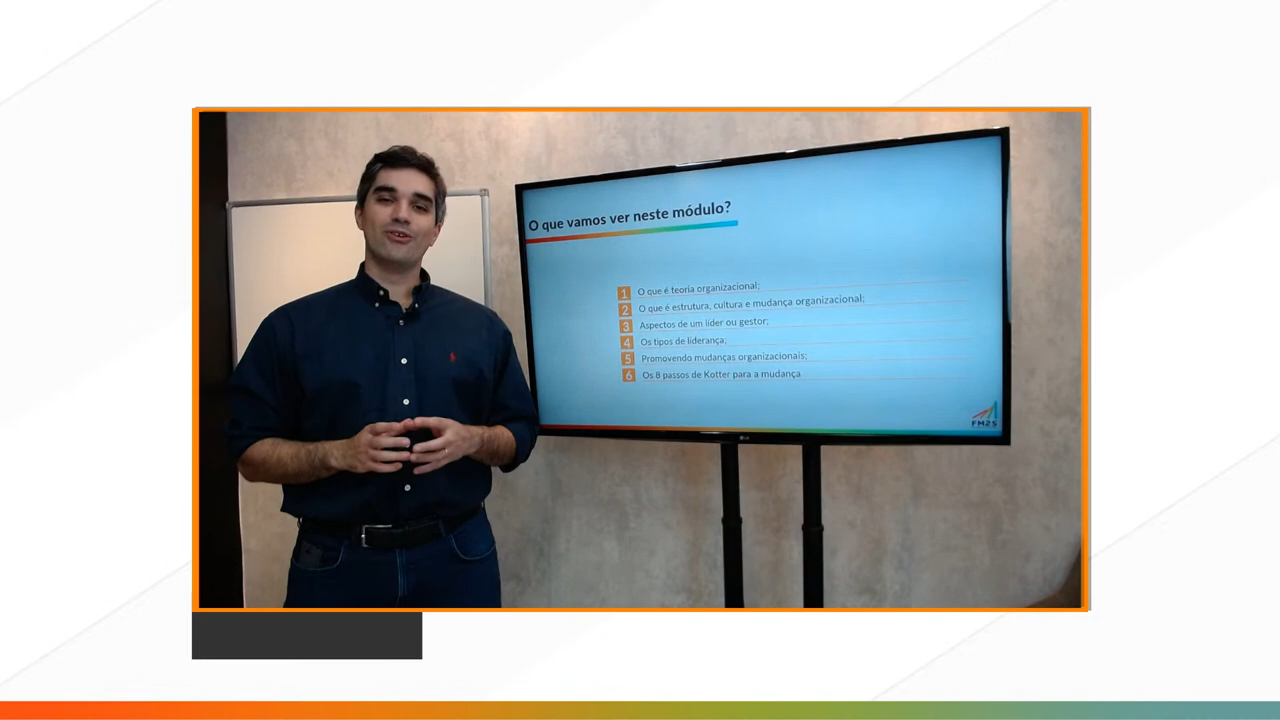 O que vamos ver neste módulo?
1 O que é teoria organizacional;
2 O que é estrutura, cultura e mudança organizacional;
3 Aspectos de um líder ou gestor;
4 Os tipos de liderança;
5 Promovendo mudanças organizacionais;
6 Os 8 passos de Kotter para a mudança
FM2S
LG